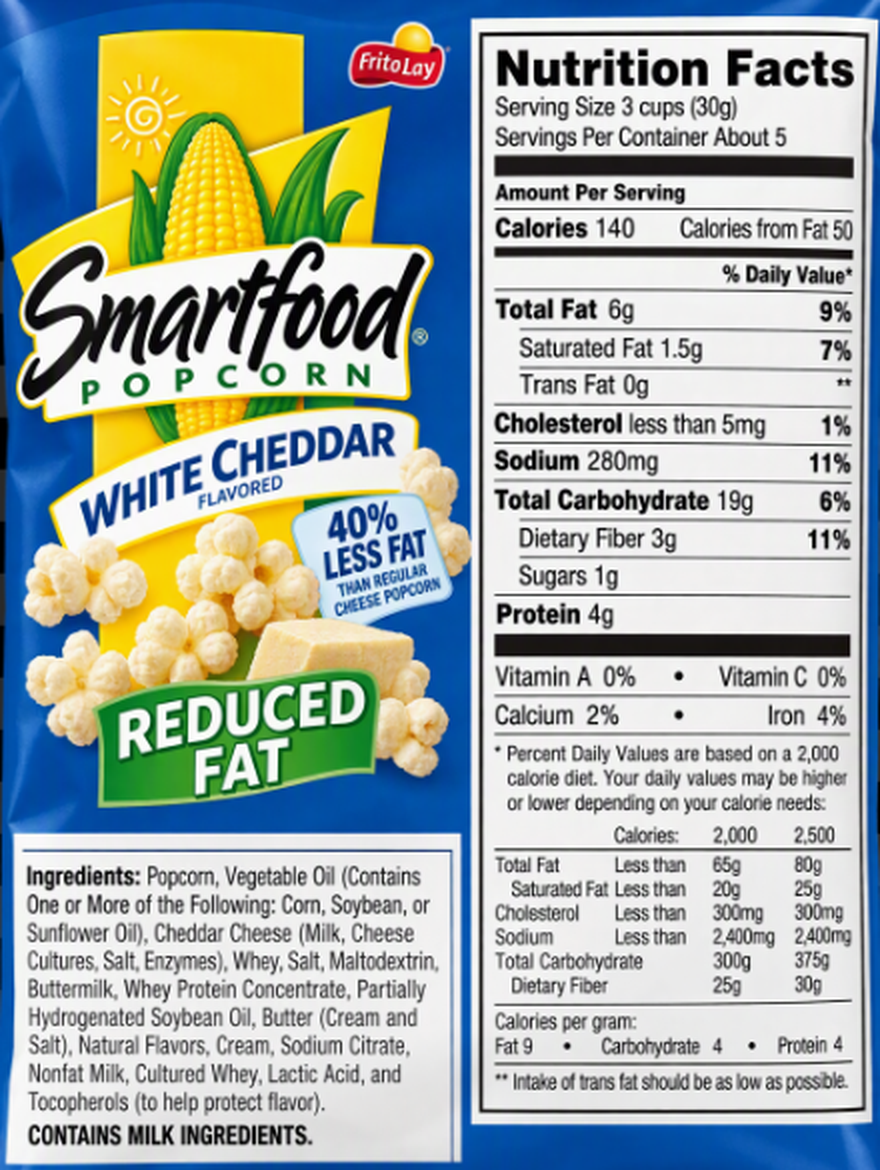 FritoLay
Smartfood®
POPCORN
WHITE CHEDDAR
FLAVORED
40%
LESS FAT
THAN REGULAR
CHEESE POPCORN
REDUCED
FAT
Ingredients: Popcorn, Vegetable Oil (Contains
One or More of the Following: Corn, Soybean, or
Sunflower Oil), Cheddar Cheese (Milk, Cheese
Cultures, Salt, Enzymes), Whey, Salt, Maltodextrin,
Buttermilk, Whey Protein Concentrate, Partially
Hydrogenated Soybean Oil, Butter (Cream and
Salt), Natural Flavors, Cream, Sodium Citrate,
Nonfat Milk, Cultured Whey, Lactic Acid, and
Tocopherols (to help protect flavor).
CONTAINS MILK INGREDIENTS.
Nutrition Facts
Serving Size 3 cups (30g)
Servings Per Container About 5
Amount Per Serving
Calories 140 Calories from Fat 50
% Daily Value*
Total Fat 6g 9%
Saturated Fat 1.5g 7%
Trans Fat 0g **
Cholesterol less than 5mg 1%
Sodium 280mg 11%
Total Carbohydrate 19g 6%
Dietary Fiber 3g 11%
Sugars 1g
Protein 4g
Vitamin A 0% • Vitamin C 0%
Calcium 2% • Iron 4%
* Percent Daily Values are based on a 2,000
calorie diet. Your daily values may be higher
or lower depending on your calorie needs:
Calories: 2,000 2,500
Total Fat Less than 65g 80g
Saturated Fat Less than 20g 25g
Cholesterol Less than 300mg 300mg
Sodium Less than 2,400mg 2,400mg
Total Carbohydrate 300g 375g
Dietary Fiber 25g 30g
Calories per gram:
Fat 9 • Carbohydrate 4 • Protein 4
** Intake of trans fat should be as low as possible.